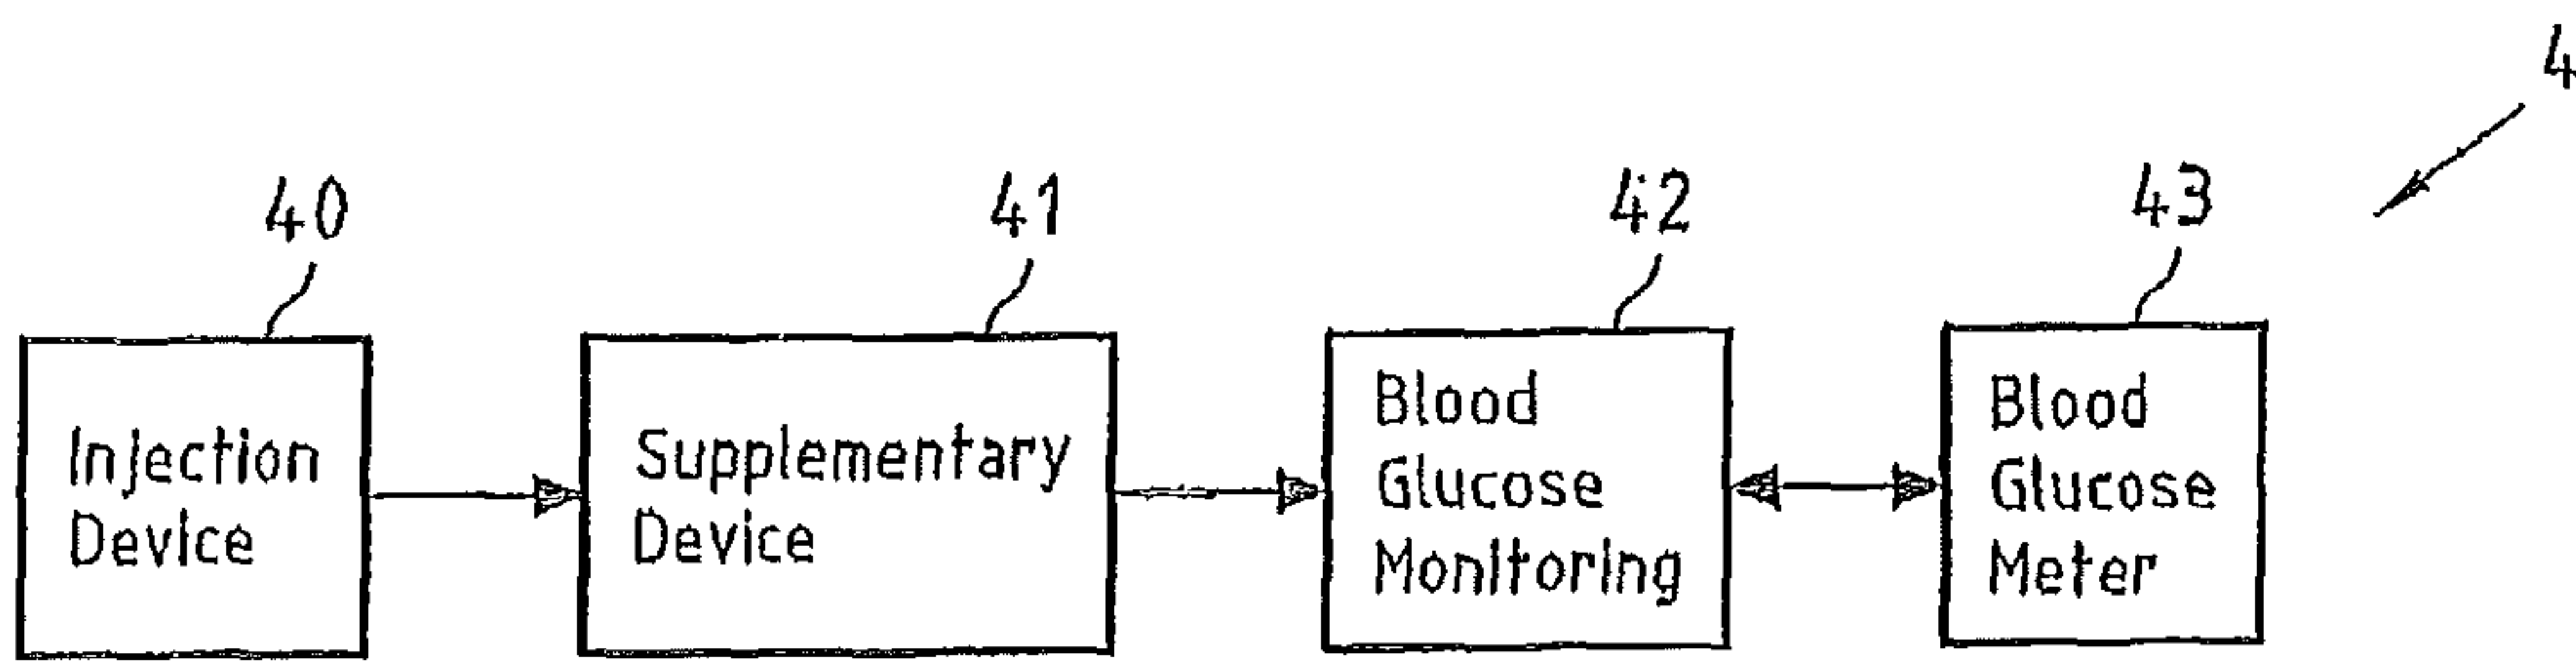 4
40
41
42
43
Injection
Device
Supplementary
Device
Blood
Glucose
Monitoring
Blood
Glucose
Meter